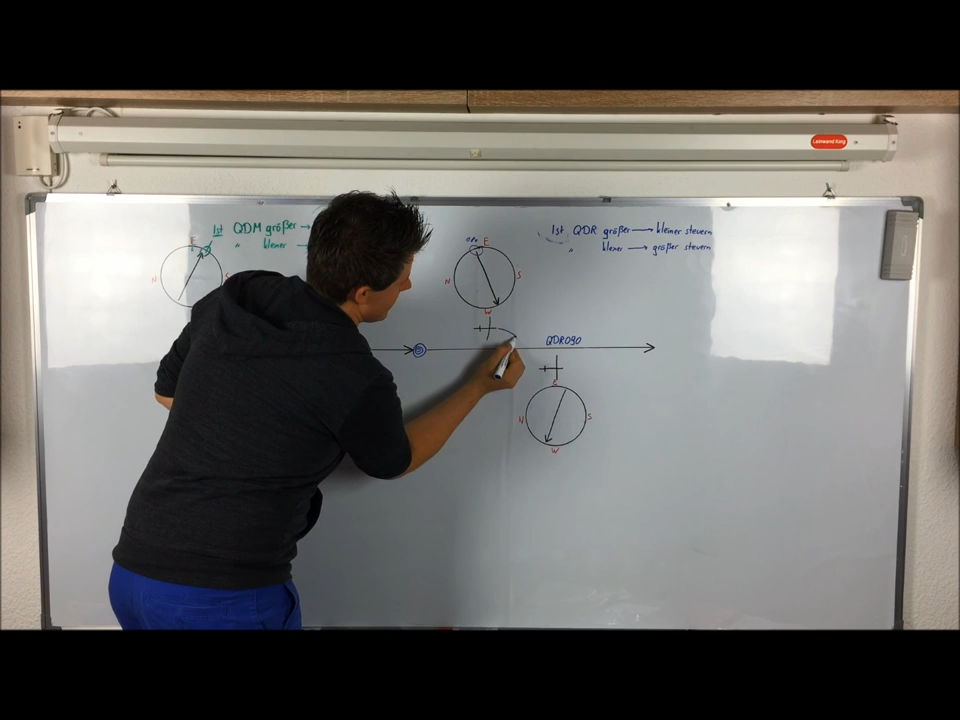 Leinwand King
Ist QDM größer →
" kleiner →
Ist QDR größer → kleiner steuern
" kleiner → größer steuern
E
N
S
E
N
S
W
QDR090
E
N
S
W